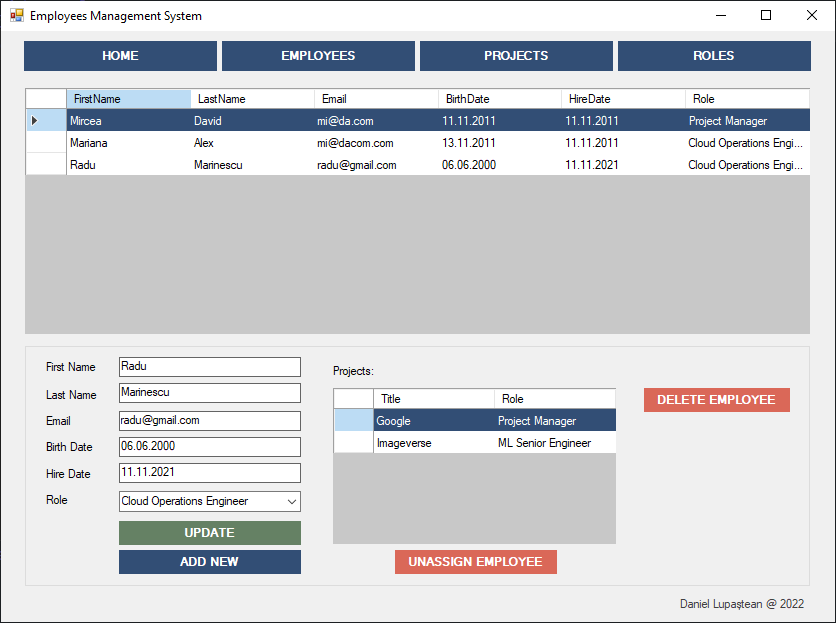 Employees Management System
HOME EMPLOYEES PROJECTS ROLES
FirstName LastName Email BirthDate HireDate Role
Mircea David mi@da.com 11.11.2011 11.11.2011 Project Manager
Mariana Alex mi@dacom.com 13.11.2011 11.11.2011 Cloud Operations Engi...
Radu Marinescu radu@gmail.com 06.06.2000 11.11.2021 Cloud Operations Engi...
First Name Radu
Last Name Marinescu
Email radu@gmail.com
Birth Date 06.06.2000
Hire Date 11.11.2021
Role Cloud Operations Engineer
UPDATE
ADD NEW
Projects:
Title Role
Google Project Manager
Imageverse ML Senior Engineer
UNASSIGN EMPLOYEE
DELETE EMPLOYEE
Daniel Lupaștean @ 2022